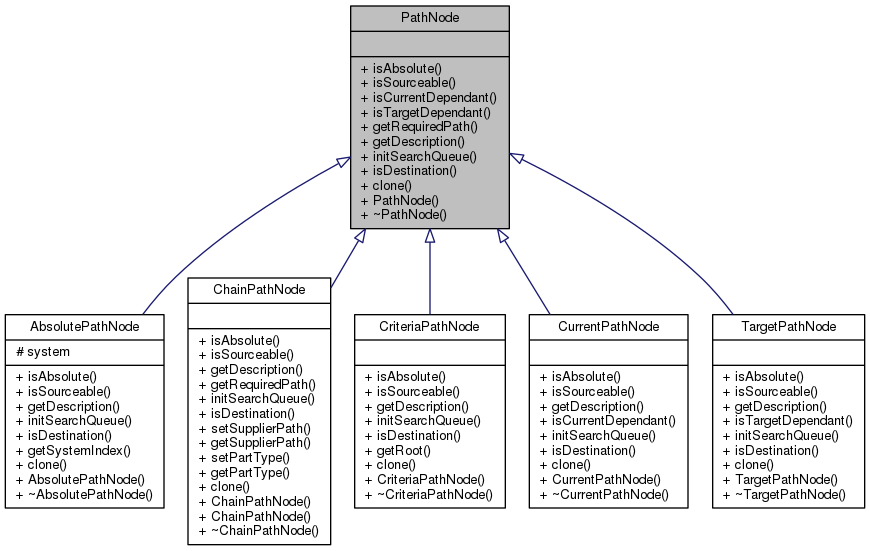 PathNode
+ isAbsolute()
+ isSourceable()
+ isCurrentDependant()
+ isTargetDependant()
+ getRequiredPath()
+ getDescription()
+ initSearchQueue()
+ isDestination()
+ clone()
+ PathNode()
+ ~PathNode()
AbsolutePathNode
# system
+ isAbsolute()
+ isSourceable()
+ getDescription()
+ initSearchQueue()
+ isDestination()
+ getSystemIndex()
+ clone()
+ AbsolutePathNode()
+ ~AbsolutePathNode()
ChainPathNode
+ isAbsolute()
+ isSourceable()
+ getDescription()
+ getRequiredPath()
+ initSearchQueue()
+ isDestination()
+ setSupplierPath()
+ getSupplierPath()
+ setPartType()
+ getPartType()
+ clone()
+ ChainPathNode()
+ ChainPathNode()
+ ~ChainPathNode()
CriteriaPathNode
+ isAbsolute()
+ isSourceable()
+ getDescription()
+ initSearchQueue()
+ isDestination()
+ getRoot()
+ clone()
+ CriteriaPathNode()
+ ~CriteriaPathNode()
CurrentPathNode
+ isAbsolute()
+ isSourceable()
+ getDescription()
+ isCurrentDependant()
+ initSearchQueue()
+ isDestination()
+ clone()
+ CurrentPathNode()
+ ~CurrentPathNode()
TargetPathNode
+ isAbsolute()
+ isSourceable()
+ getDescription()
+ isTargetDependant()
+ initSearchQueue()
+ isDestination()
+ clone()
+ TargetPathNode()
+ ~TargetPathNode()